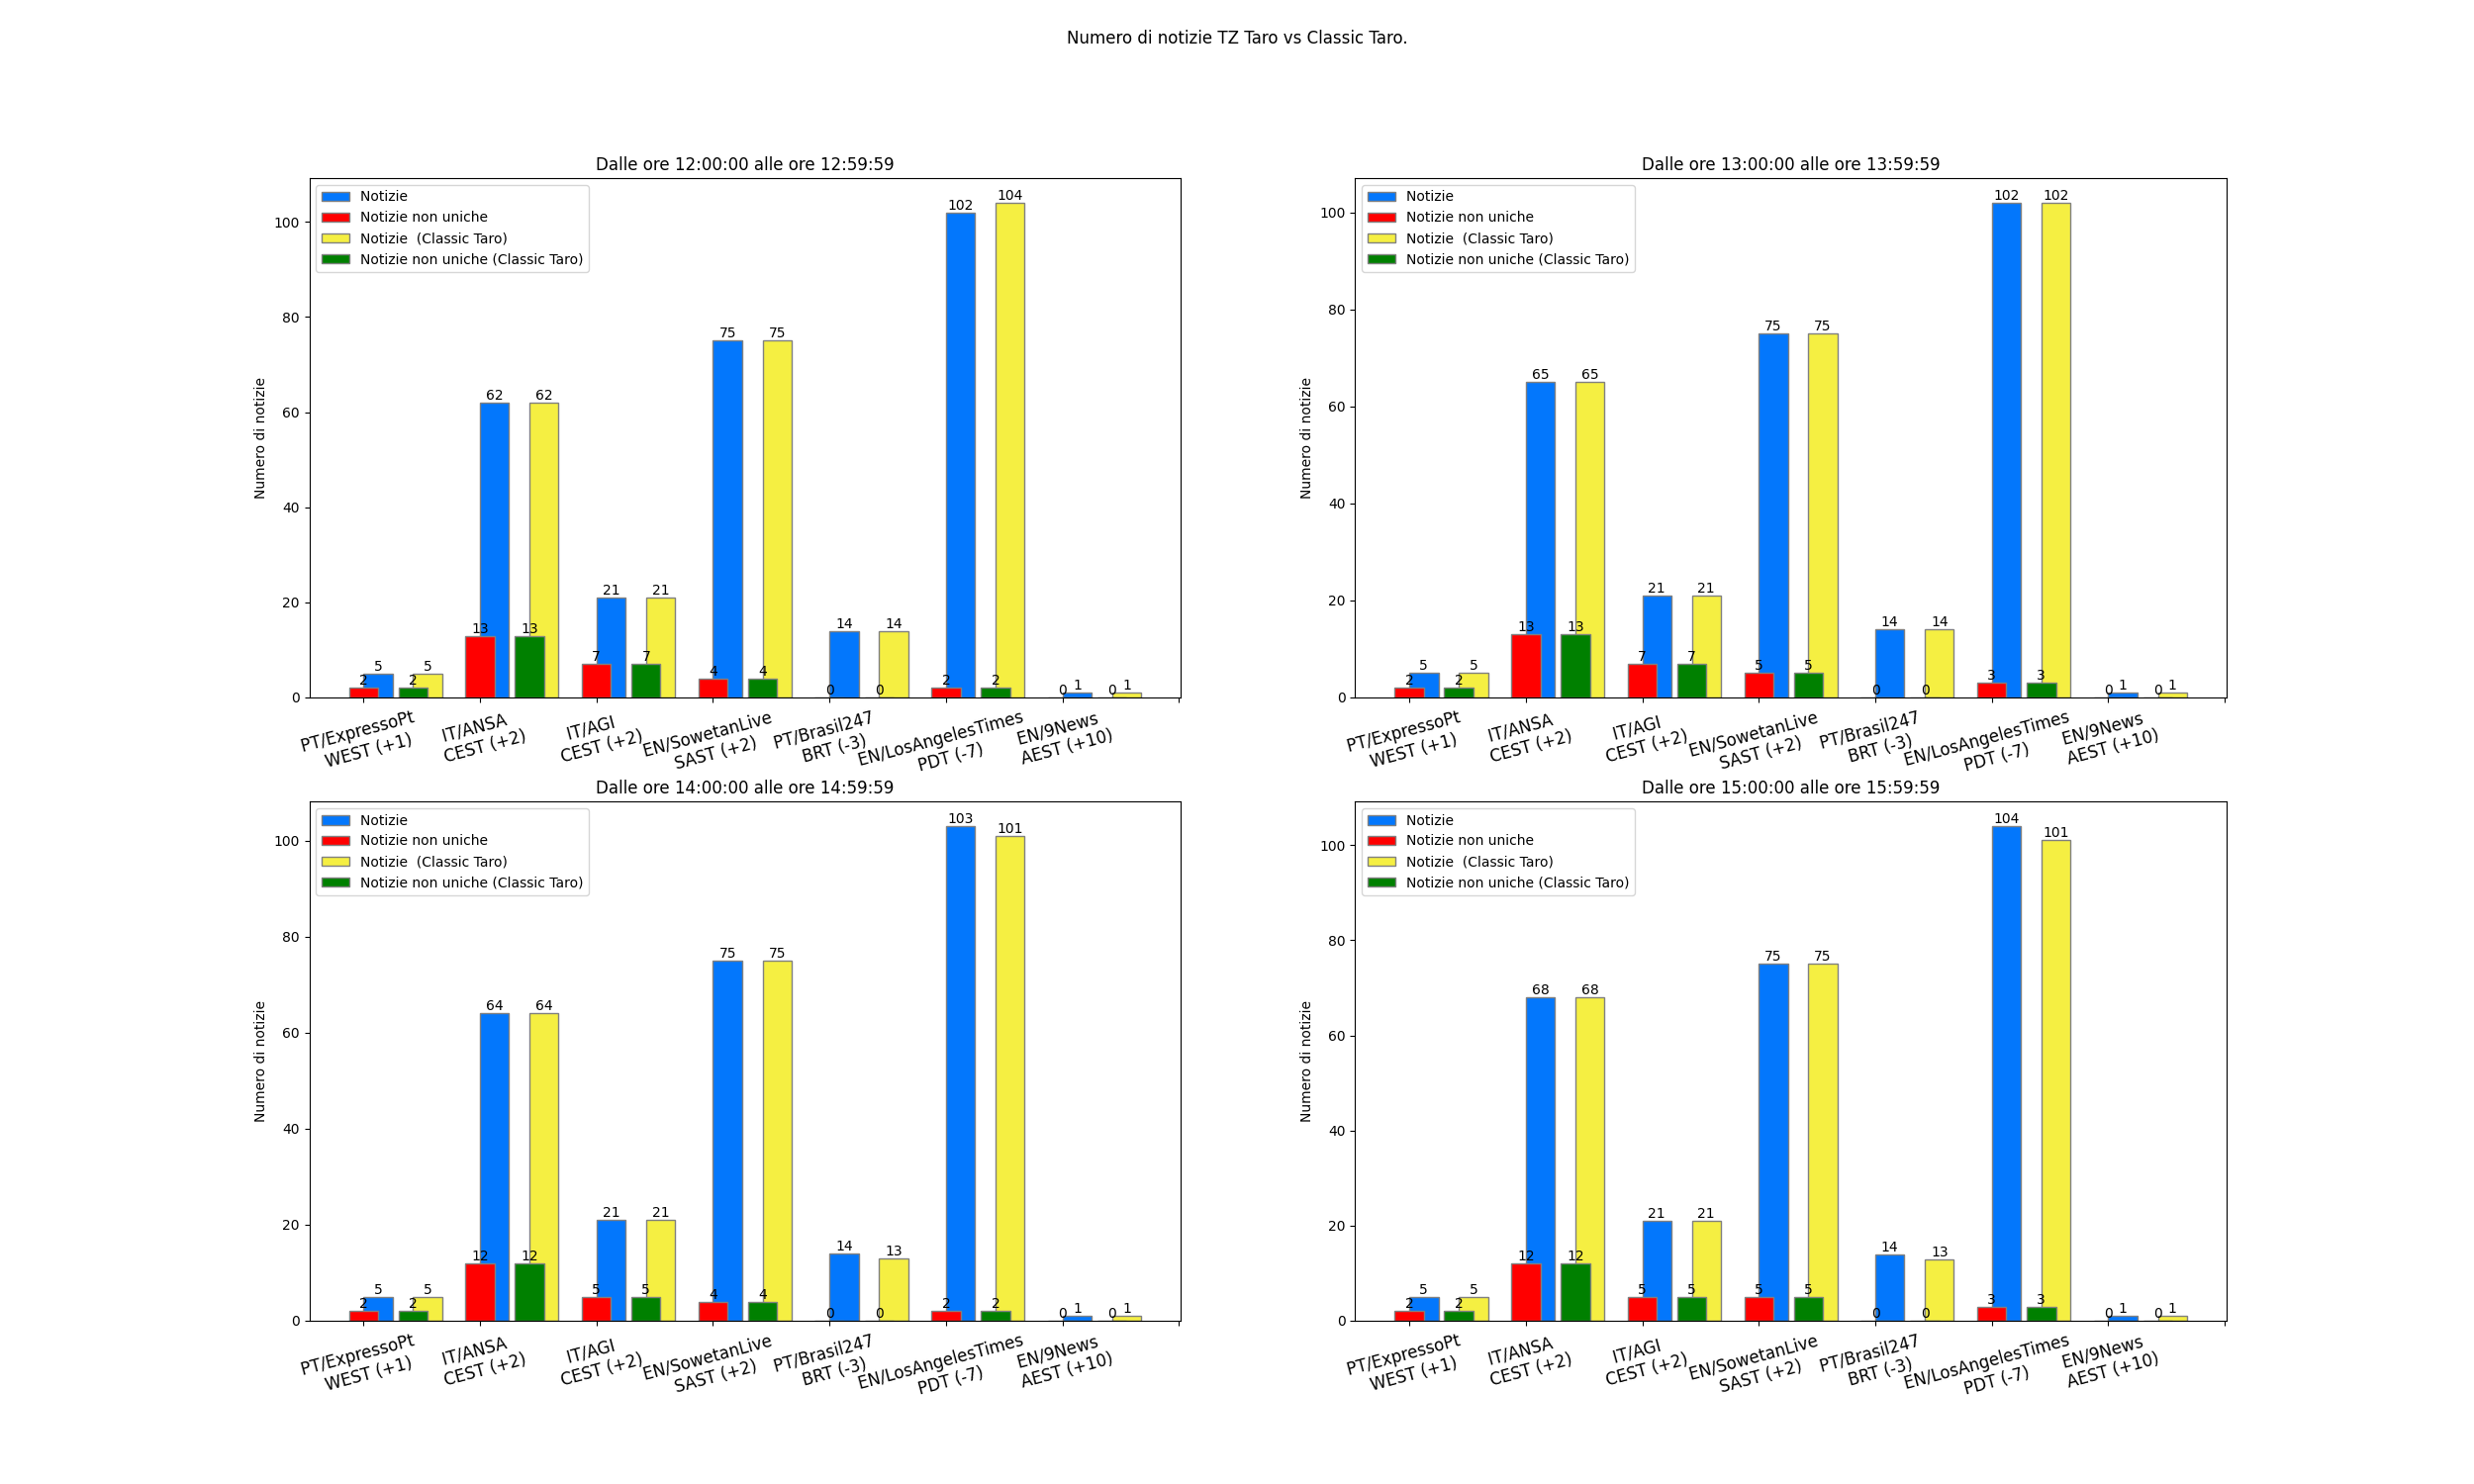 Numero di notizie TZ Taro vs Classic Taro.
Dalle ore 12:00:00 alle ore 12:59:59
Notizie
Notizie non uniche
Notizie  (Classic Taro)
Notizie non uniche (Classic Taro)
Numero di notizie
100
80
60
40
20
0
2 5 2 5
13 62 13 62
7 21 7 21
4 75 4 75
0 14 0 14
2 102 2 104
0 1 0 1
PT/ExpressoPt
WEST (+1)
IT/ANSA
CEST (+2)
IT/AGI
CEST (+2)
EN/SowetanLive
SAST (+2)
PT/Brasil247
BRT (-3)
EN/LosAngelesTimes
PDT (-7)
EN/9News
AEST (+10)
Dalle ore 13:00:00 alle ore 13:59:59
Notizie
Notizie non uniche
Notizie  (Classic Taro)
Notizie non uniche (Classic Taro)
Numero di notizie
100
80
60
40
20
0
2 5 2 5
13 65 13 65
7 21 7 21
5 75 5 75
0 14 0 14
3 102 3 102
0 1 0 1
PT/ExpressoPt
WEST (+1)
IT/ANSA
CEST (+2)
IT/AGI
CEST (+2)
EN/SowetanLive
SAST (+2)
PT/Brasil247
BRT (-3)
EN/LosAngelesTimes
PDT (-7)
EN/9News
AEST (+10)
Dalle ore 14:00:00 alle ore 14:59:59
Notizie
Notizie non uniche
Notizie  (Classic Taro)
Notizie non uniche (Classic Taro)
Numero di notizie
100
80
60
40
20
0
2 5 2 5
12 64 12 64
5 21 5 21
4 75 4 75
0 14 0 13
2 103 2 101
0 1 0 1
PT/ExpressoPt
WEST (+1)
IT/ANSA
CEST (+2)
IT/AGI
CEST (+2)
EN/SowetanLive
SAST (+2)
PT/Brasil247
BRT (-3)
EN/LosAngelesTimes
PDT (-7)
EN/9News
AEST (+10)
Dalle ore 15:00:00 alle ore 15:59:59
Notizie
Notizie non uniche
Notizie  (Classic Taro)
Notizie non uniche (Classic Taro)
Numero di notizie
100
80
60
40
20
0
2 5 2 5
12 68 12 68
5 21 5 21
5 75 5 75
0 14 0 13
3 104 3 101
0 1 0 1
PT/ExpressoPt
WEST (+1)
IT/ANSA
CEST (+2)
IT/AGI
CEST (+2)
EN/SowetanLive
SAST (+2)
PT/Brasil247
BRT (-3)
EN/LosAngelesTimes
PDT (-7)
EN/9News
AEST (+10)